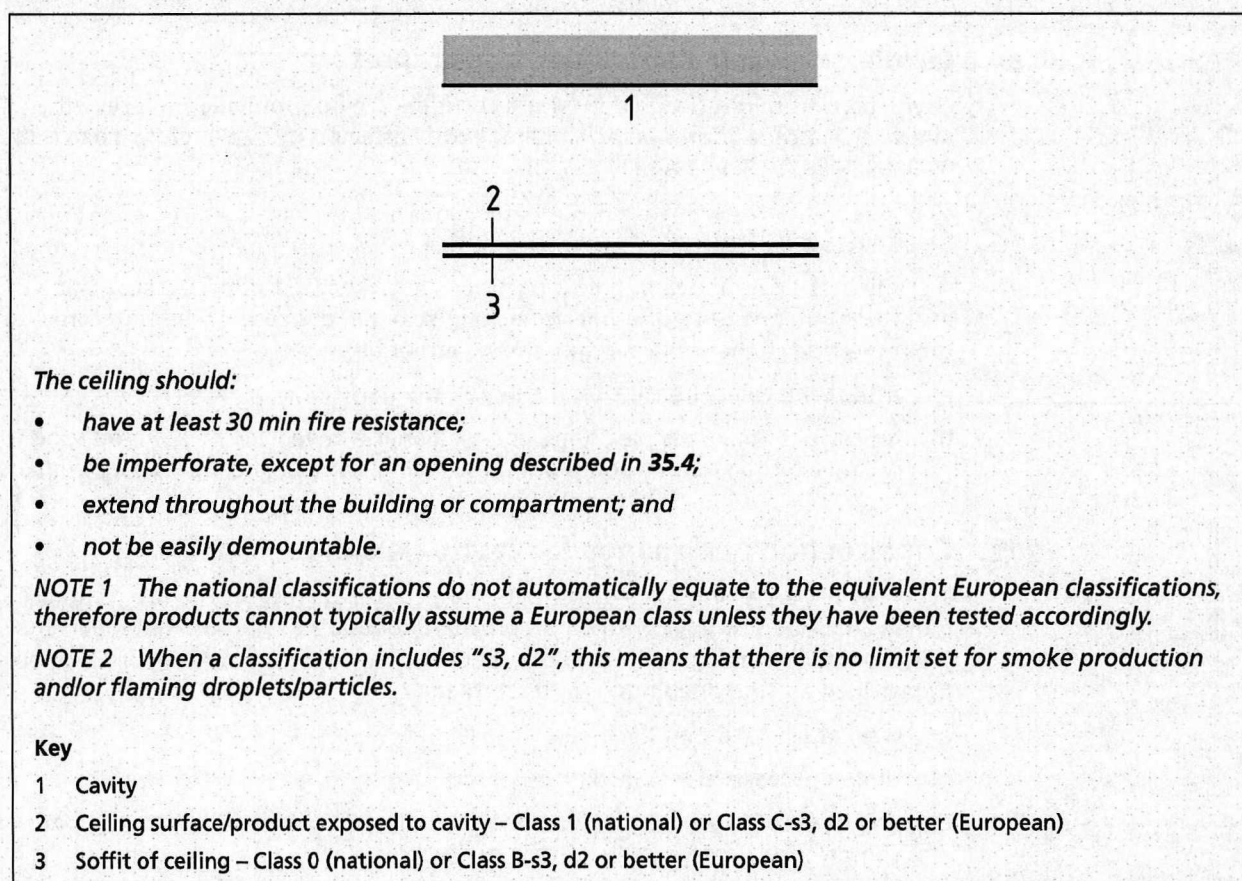 1
2
3
The ceiling should:
• have at least 30 min fire resistance;
• be imperforate, except for an opening described in 35.4;
• extend throughout the building or compartment; and
• not be easily demountable.
NOTE 1 The national classifications do not automatically equate to the equivalent European classifications,
therefore products cannot typically assume a European class unless they have been tested accordingly.
NOTE 2 When a classification includes "s3, d2", this means that there is no limit set for smoke production
and/or flaming droplets/particles.
Key
1 Cavity
2 Ceiling surface/product exposed to cavity – Class 1 (national) or Class C-s3, d2 or better (European)
3 Soffit of ceiling – Class 0 (national) or Class B-s3, d2 or better (European)